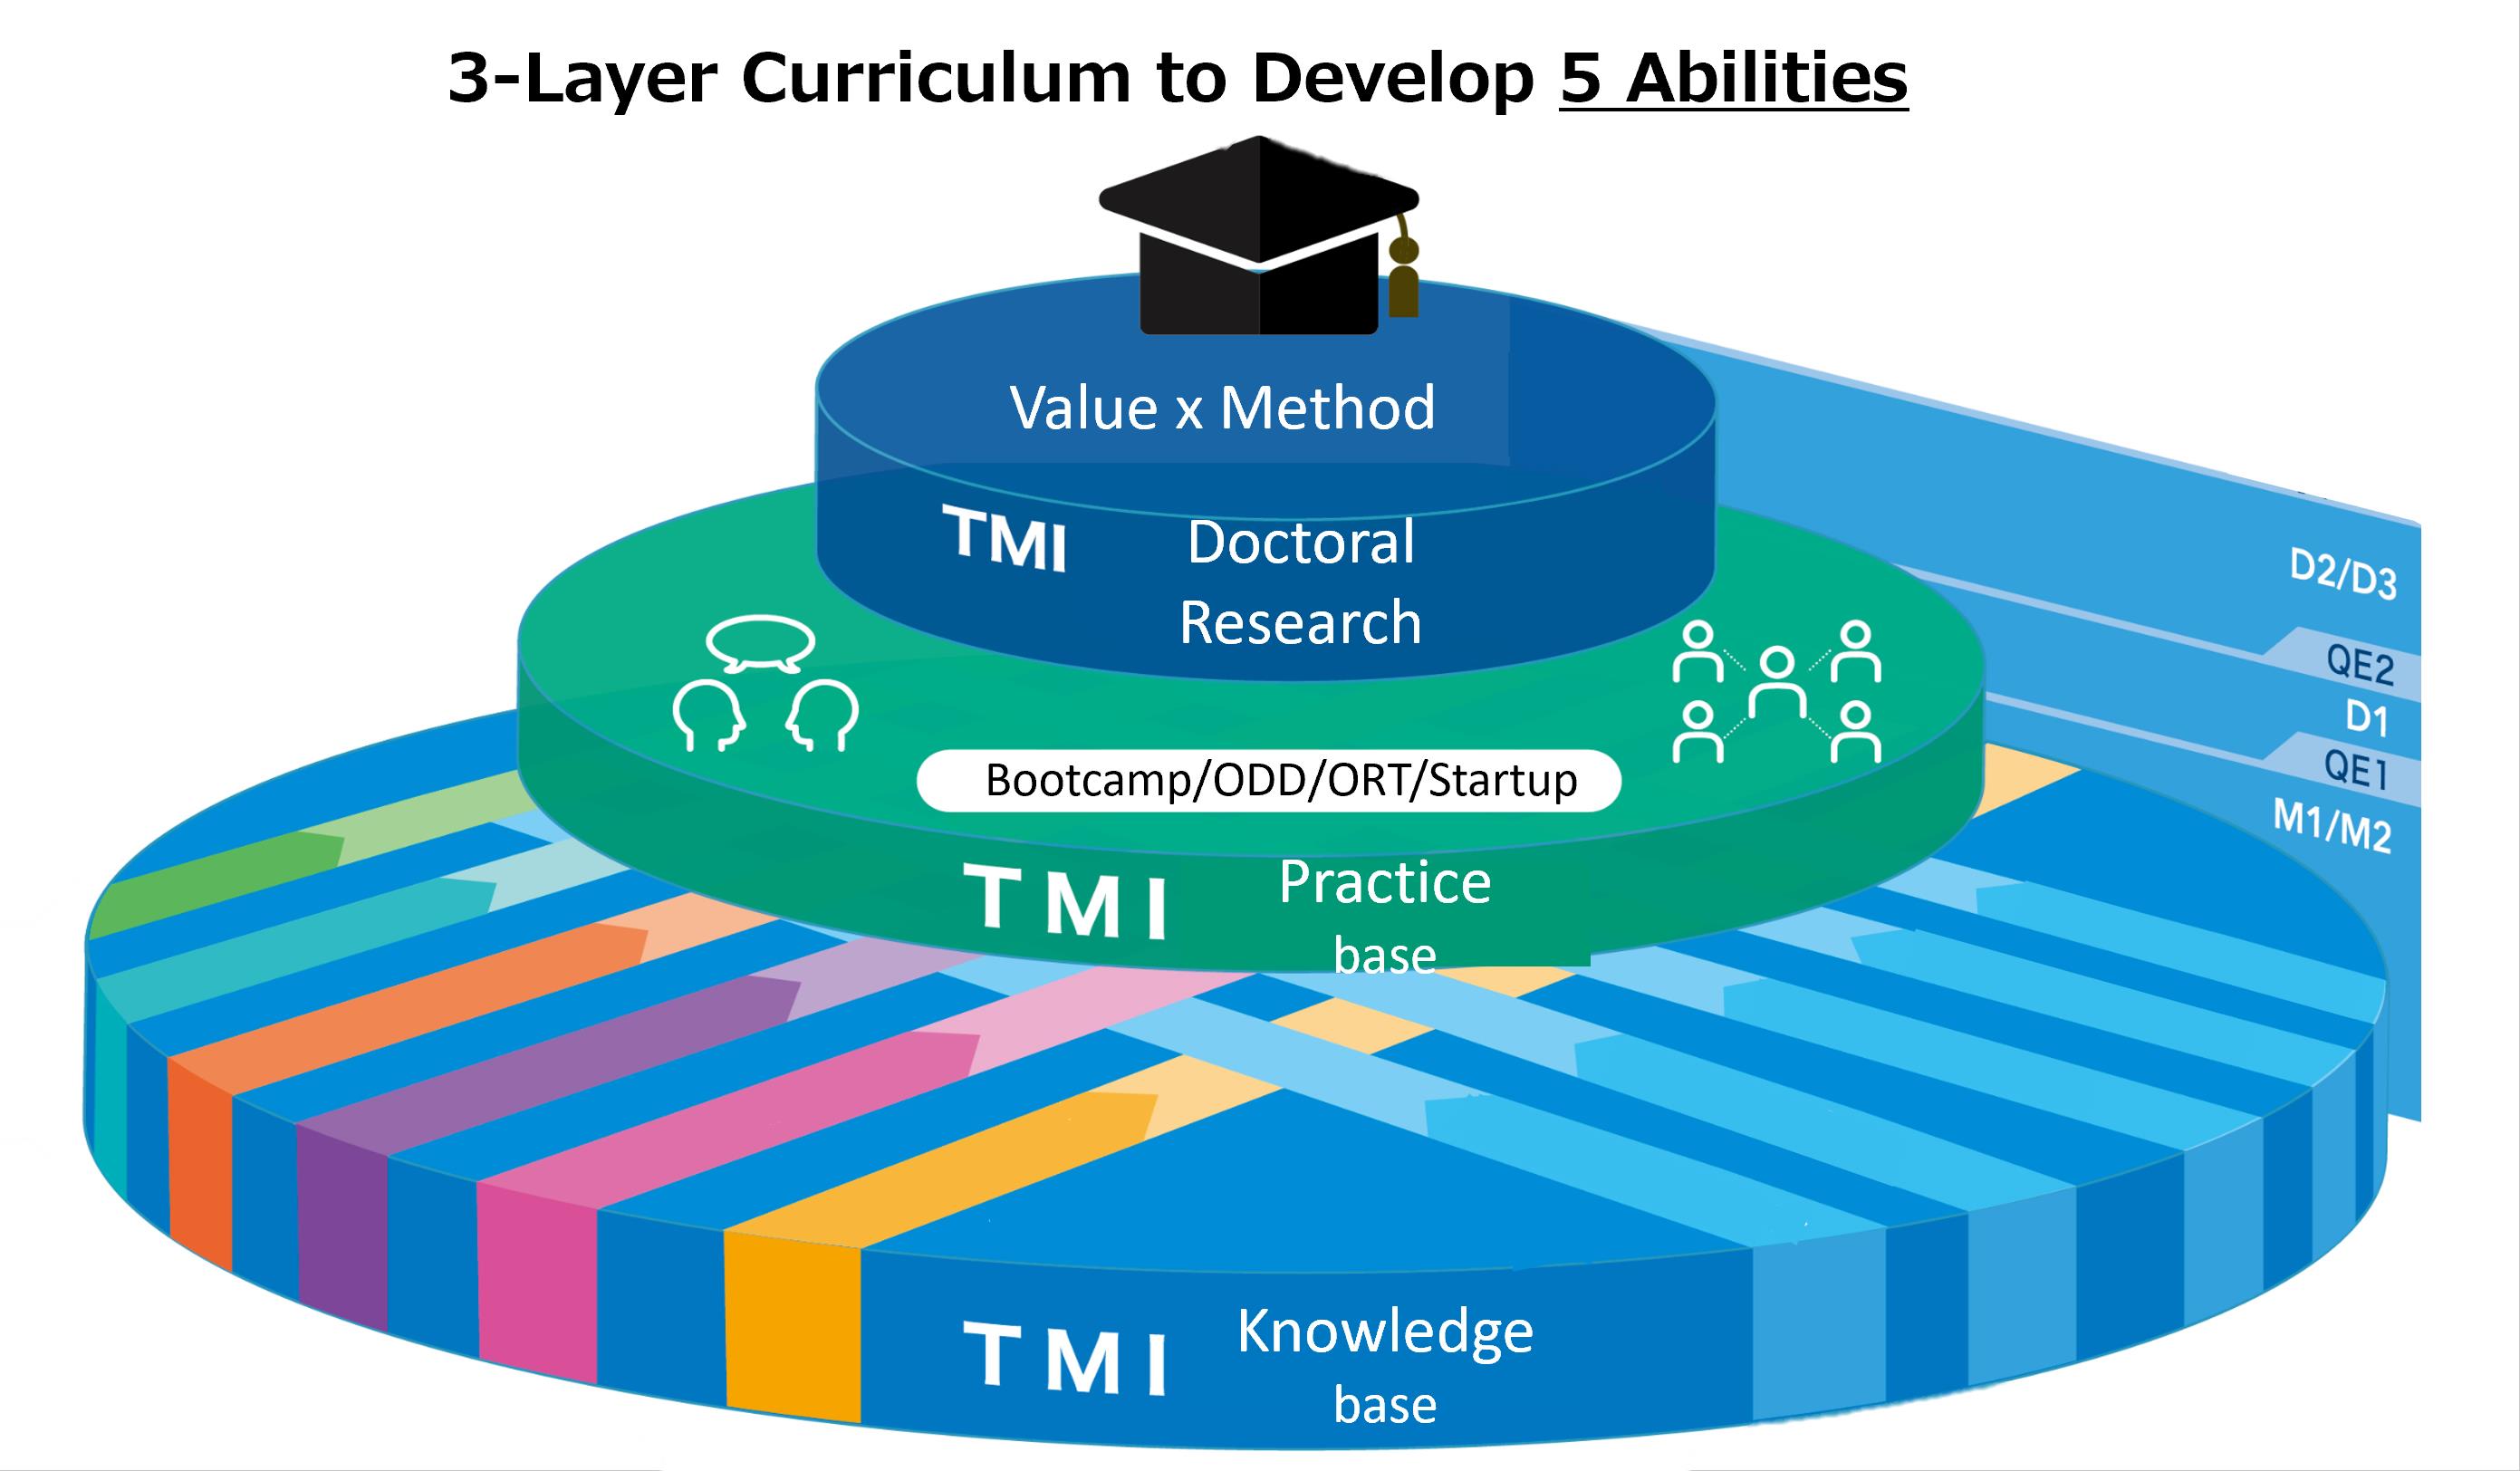 3-Layer Curriculum to Develop 5 Abilities
Value x Method
TMI Doctoral
Research
Bootcamp/ODD/ORT/Startup
TMI Practice
base
TMI Knowledge
base
D2/D3
QE2
D1
QE1
M1/M2